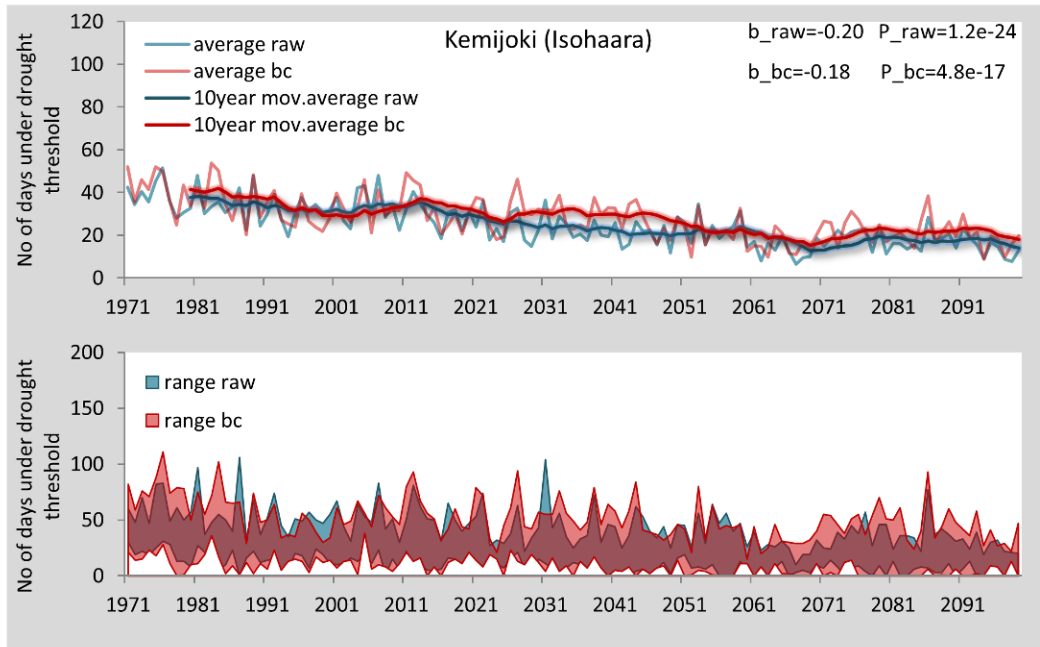 Kemijoki (Isohaara)
b_raw=-0.20 P_raw=1.2e-24
b_bc=-0.18 P_bc=4.8e-17
average raw
average bc
10year mov.average raw
10year mov.average bc
No of days under drought
threshold
120
100
80
60
40
20
0
1971 1981 1991 2001 2011 2021 2031 2041 2051 2061 2071 2081 2091
range raw
range bc
No of days under drought
threshold
200
150
100
50
0
1971 1981 1991 2001 2011 2021 2031 2041 2051 2061 2071 2081 2091